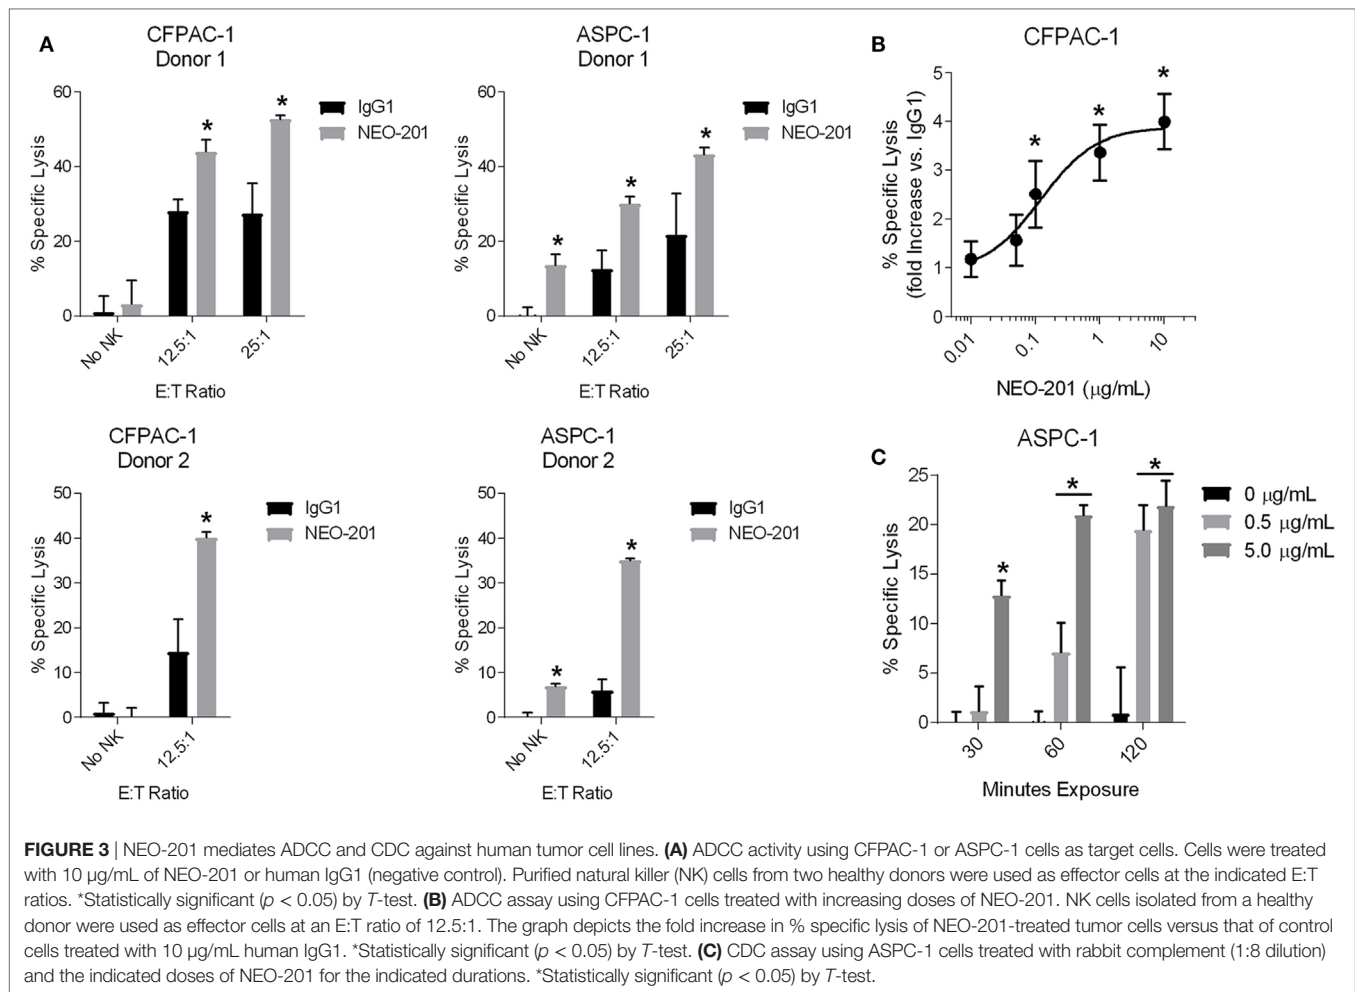 A
CFPAC-1
Donor 1
60
40
20
0
% Specific Lysis
IgG1
NEO-201
*
*
No NK
12.5:1
25:1
E:T Ratio
ASPC-1
Donor 1
60
40
20
0
% Specific Lysis
IgG1
NEO-201
*
*
*
No NK
12.5:1
25:1
E:T Ratio
B
CFPAC-1
5
4
3
2
1
0
% Specific Lysis
(fold Increase vs. IgG1)
*
*
*
0.01
0.1
1
10
NEO-201 (μg/mL)
CFPAC-1
Donor 2
50
40
30
20
10
0
% Specific Lysis
IgG1
NEO-201
*
No NK
12.5:1
E:T Ratio
ASPC-1
Donor 2
50
40
30
20
10
0
% Specific Lysis
IgG1
NEO-201
*
*
No NK
12.5:1
E:T Ratio
C
ASPC-1
25
20
15
10
5
0
% Specific Lysis
0 μg/mL
0.5 μg/mL
5.0 μg/mL
*
*
*
30
60
120
Minutes Exposure
FIGURE 3 | NEO-201 mediates ADCC and CDC against human tumor cell lines. (A) ADCC activity using CFPAC-1 or ASPC-1 cells as target cells. Cells were treated
with 10 μg/mL of NEO-201 or human IgG1 (negative control). Purified natural killer (NK) cells from two healthy donors were used as effector cells at the indicated E:T
ratios. *Statistically significant (p < 0.05) by T-test. (B) ADCC assay using CFPAC-1 cells treated with increasing doses of NEO-201. NK cells isolated from a healthy
donor were used as effector cells at an E:T ratio of 12.5:1. The graph depicts the fold increase in % specific lysis of NEO-201-treated tumor cells versus that of control
cells treated with 10 μg/mL human IgG1. *Statistically significant (p < 0.05) by T-test. (C) CDC assay using ASPC-1 cells treated with rabbit complement (1:8 dilution)
and the indicated doses of NEO-201 for the indicated durations. *Statistically significant (p < 0.05) by T-test.